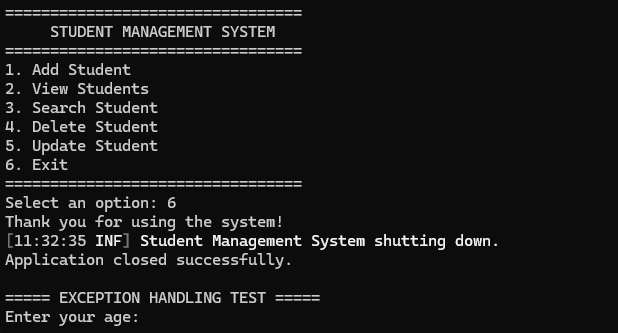 =================================
STUDENT MANAGEMENT SYSTEM
=================================
1. Add Student
2. View Students
3. Search Student
4. Delete Student
5. Update Student
6. Exit
=================================
Select an option: 6
Thank you for using the system!
[11:32:35 INF] Student Management System shutting down.
Application closed successfully.

===== EXCEPTION HANDLING TEST =====
Enter your age: